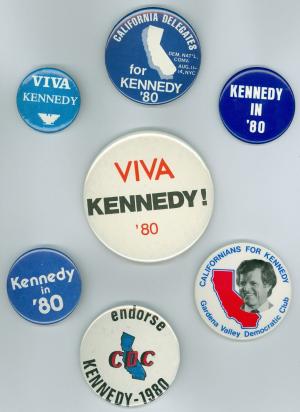 CALIFORNIA DELEGATES
DEM. NAT'L.
CONV.
AUG. 11-
14, NYC
for
KENNEDY
'80
VIVA
KENNEDY
KENNEDY
IN
'80
VIVA
KENNEDY!
'80
Kennedy
in
'80
CALIFORNIANS FOR KENNEDY
Gardena Valley Democratic Club
endorse
CDC
KENNEDY-1980